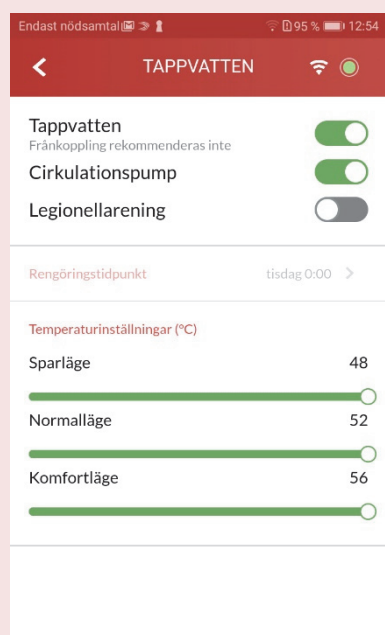 Endast nödsamtal 95 % 12:54
TAPPVATTEN
Tappvatten
Frånkoppling rekommenderas inte
Cirkulationspump
Legionellarening
Rengöringstidpunkt tisdag 0:00
Temperaturinställningar (°C)
Sparläge 48
Normalläge 52
Komfortläge 56